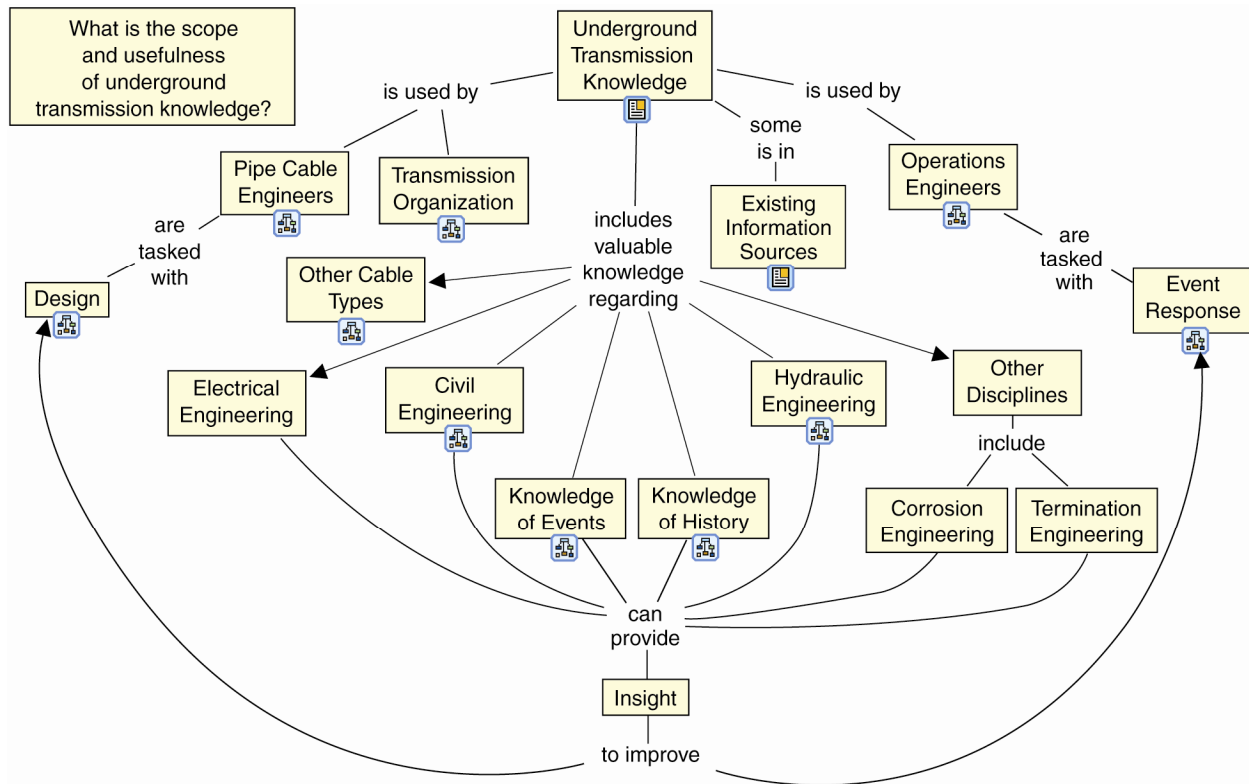 What is the scope
and usefulness
of underground
transmission knowledge?
Underground
Transmission
Knowledge
is used by
is used by
some
is in
Pipe Cable
Engineers
Transmission
Organization
Operations
Engineers
Existing
Information
Sources
are
tasked
with
includes
valuable
knowledge
regarding
are
tasked
with
Other Cable
Types
Design
Event
Response
Electrical
Engineering
Civil
Engineering
Hydraulic
Engineering
Other
Disciplines
include
Knowledge
of Events
Knowledge
of History
Corrosion
Engineering
Termination
Engineering
can
provide
Insight
to improve